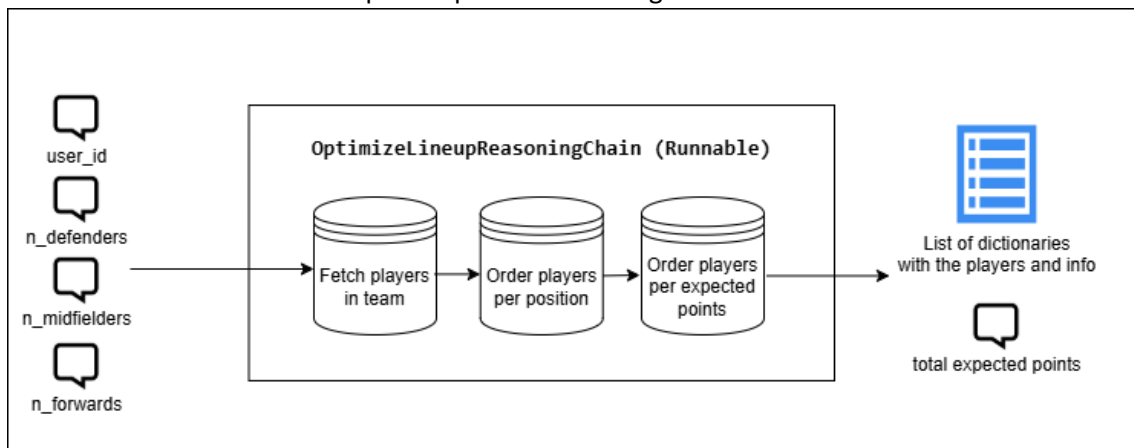 user_id
n_defenders
n_midfielders
n_forwards
OptimizeLineupReasoningChain (Runnable)
Fetch players
in team
Order players
per position
Order players
per expected
points
List of dictionaries
with the players and info
total expected points